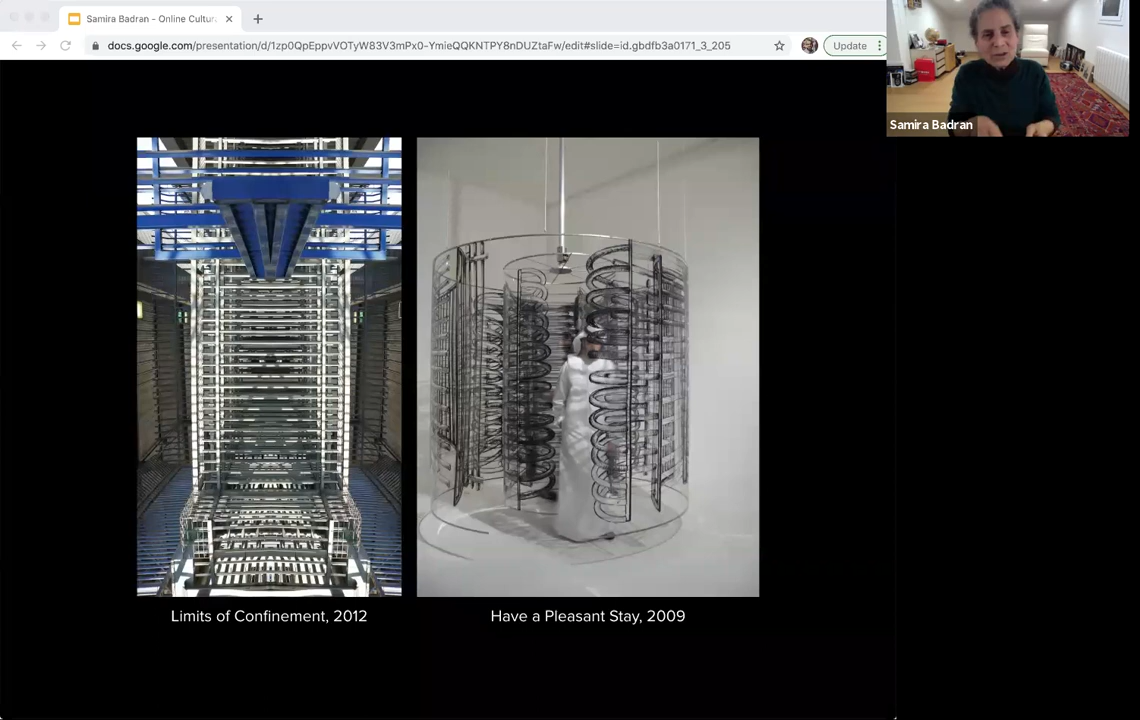 Samira Badran - Online Cultur
docs.google.com/presentation/d/1zp0QpEppvVOTyW83V3mPx0-YmieQQKNTPY8nDUZtaFw/edit#slide=id.gbdfb3a0171_3_205
Update
Samira Badran
Limits of Confinement, 2012
Have a Pleasant Stay, 2009